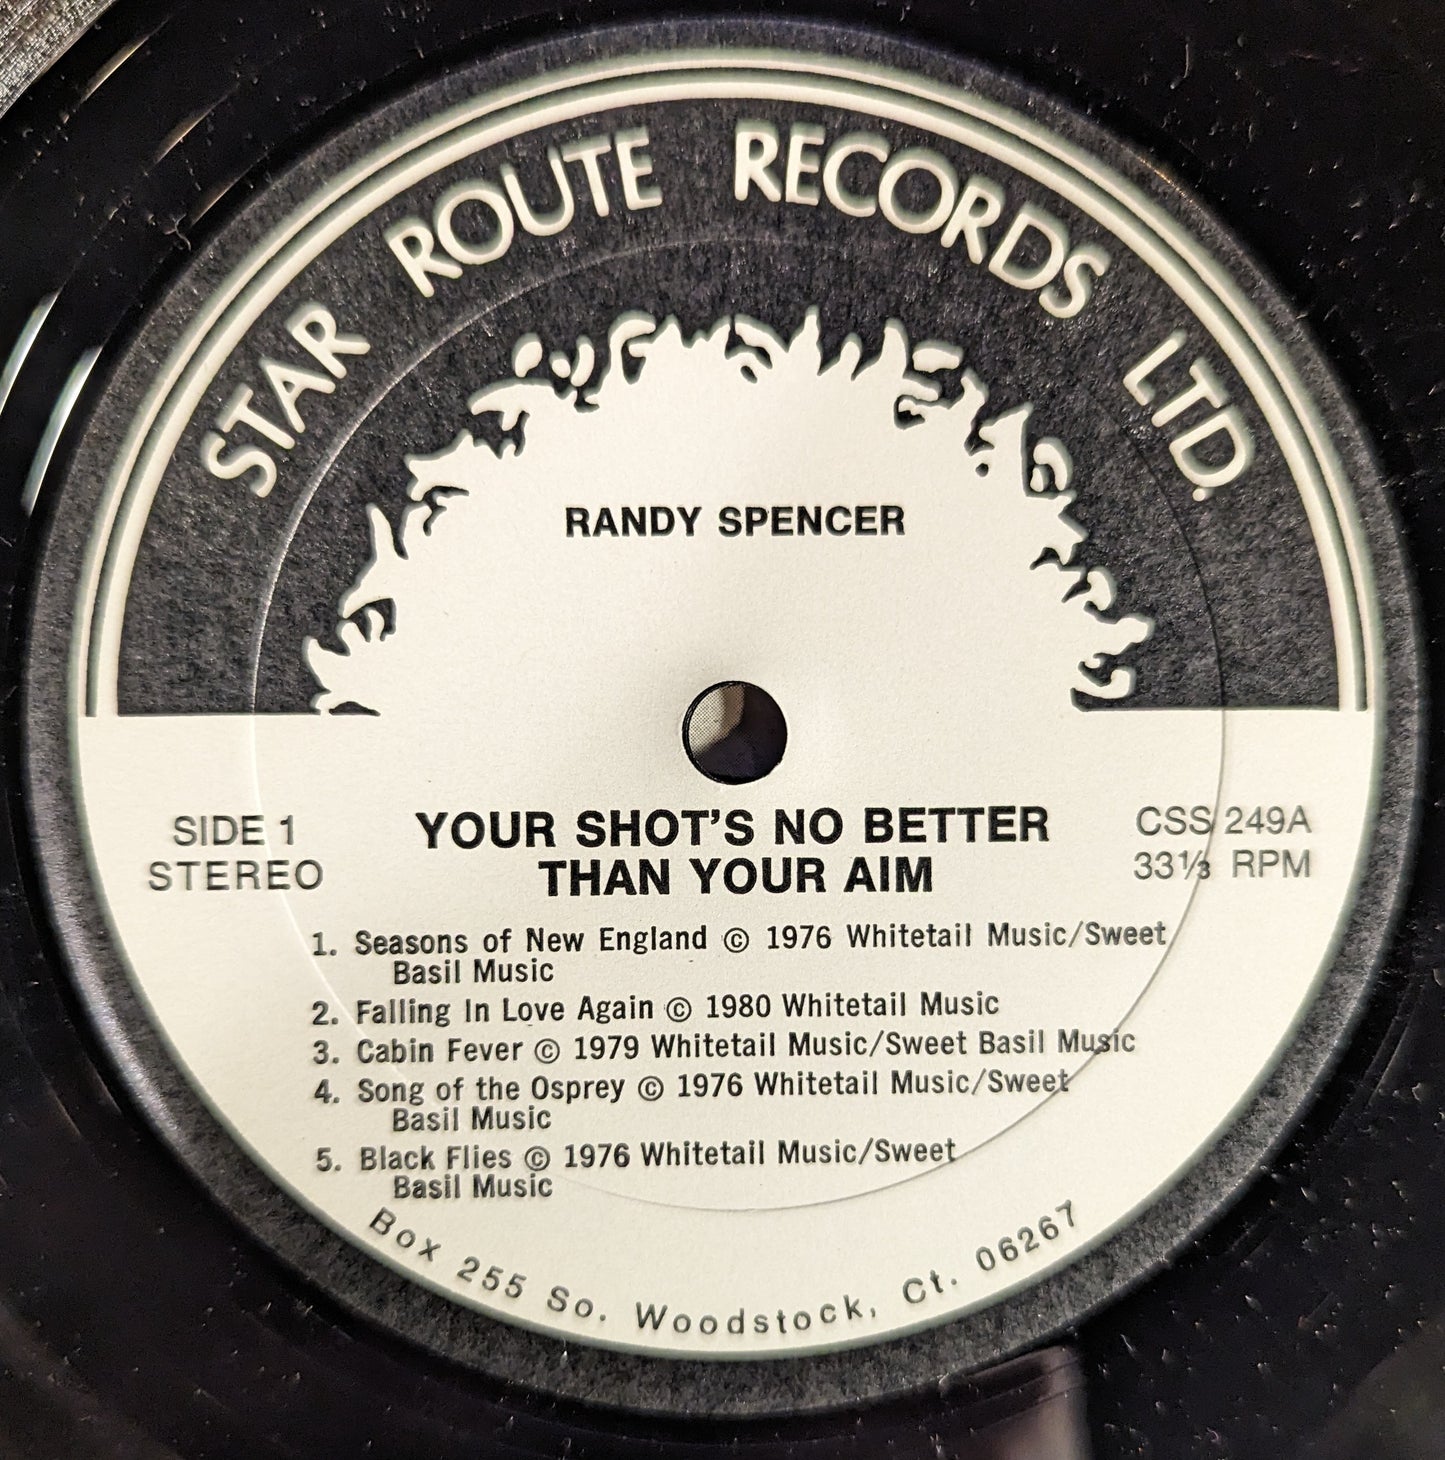 STAR ROUTE RECORDS LTD.
RANDY SPENCER
SIDE 1
STEREO
YOUR SHOT'S NO BETTER
THAN YOUR AIM
CSS 249A
33⅓ RPM
1. Seasons of New England © 1976 Whitetail Music/Sweet
Basil Music
2. Falling In Love Again © 1980 Whitetail Music
3. Cabin Fever © 1979 Whitetail Music/Sweet Basil Music
4. Song of the Osprey © 1976 Whitetail Music/Sweet
Basil Music
5. Black Flies © 1976 Whitetail Music/Sweet
Basil Music
Box 255 So. Woodstock, Ct. 06267